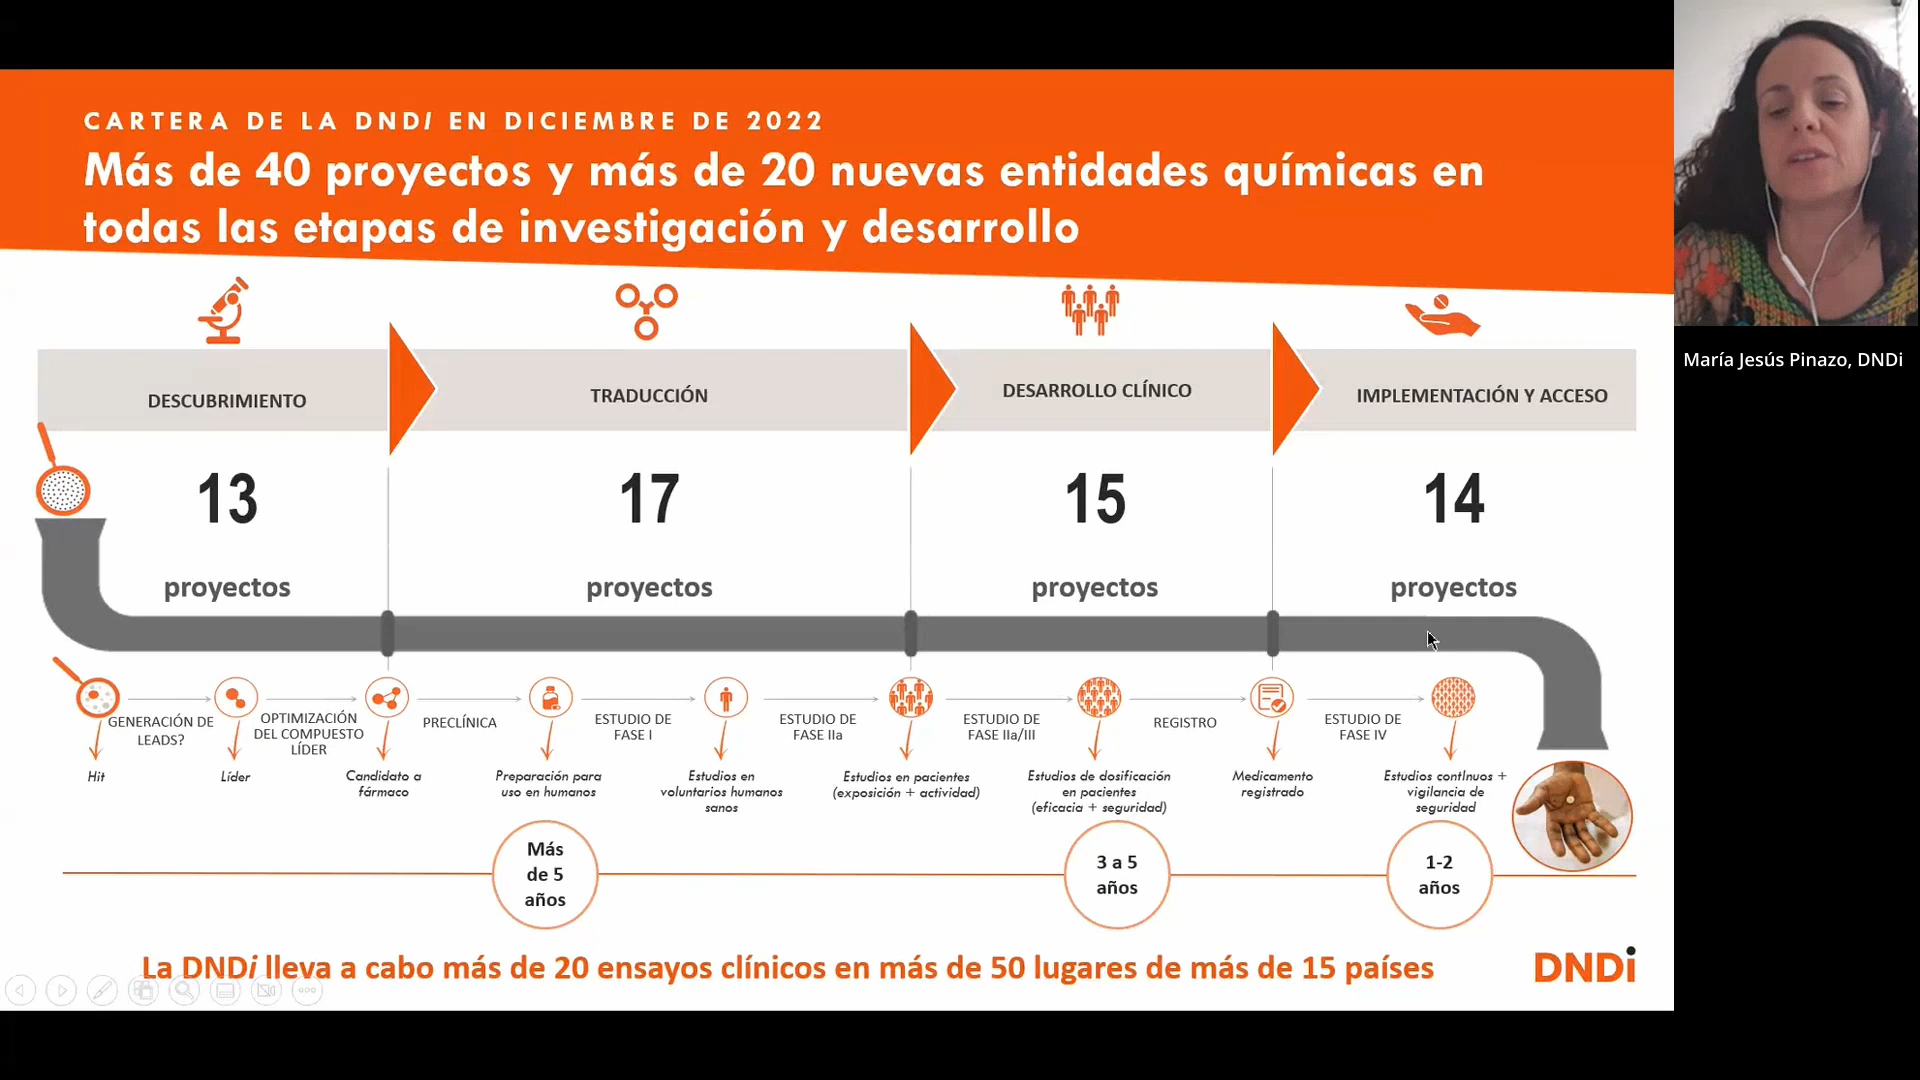 CARTERA DE LA DNDi EN DICIEMBRE DE 2022
Más de 40 proyectos y más de 20 nuevas entidades químicas en
todas las etapas de investigación y desarrollo
María Jesús Pinazo, DNDi
DESCUBRIMIENTO
TRADUCCIÓN
DESARROLLO CLÍNICO
IMPLEMENTACIÓN Y ACCESO
13
17
15
14
proyectos
proyectos
proyectos
proyectos
GENERACIÓN DE
LEADS?
OPTIMIZACIÓN
DEL COMPUESTO
LÍDER
PRECLÍNICA
ESTUDIO DE
FASE I
ESTUDIO DE
FASE IIa
ESTUDIO DE
FASE IIa/III
REGISTRO
ESTUDIO DE
FASE IV
Hit
Líder
Candidato a
fármaco
Preparación para
uso en humanos
Estudios en
voluntarios humanos
sanos
Estudios en pacientes
(exposición + actividad)
Estudios de dosificación
en pacientes
(eficacia + seguridad)
Medicamento
registrado
Estudios contInuos +
vigilancia de
seguridad
Más
de 5
años
3 a 5
años
1-2
años
La DNDi lleva a cabo más de 20 ensayos clínicos en más de 50 lugares de más de 15 países
DNDi